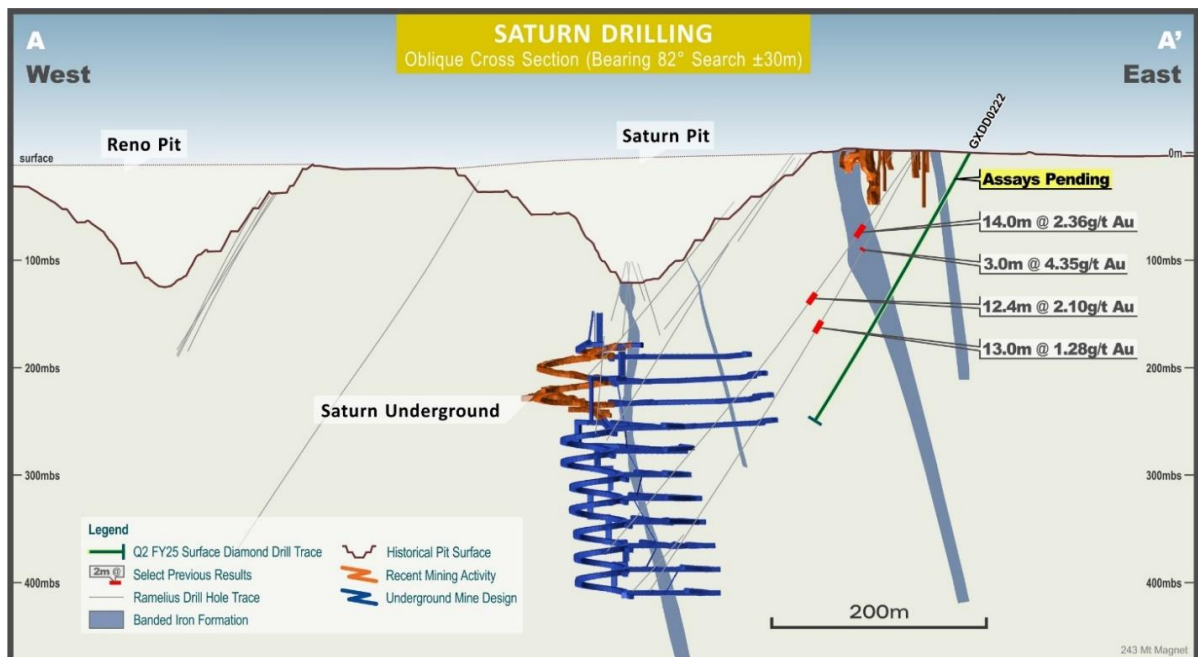 A
West
SATURN DRILLING
Oblique Cross Section (Bearing 82° Search ±30m)
A'
East
Reno Pit
Saturn Pit
GXDD0222
surface
0m
Assays Pending
14.0m @ 2.36g/t Au
3.0m @ 4.35g/t Au
12.4m @ 2.10g/t Au
13.0m @ 1.28g/t Au
100mbs
100mbs
200mbs
200mbs
Saturn Underground
300mbs
300mbs
400mbs
400mbs
Legend
Q2 FY25 Surface Diamond Drill Trace
2m @
Select Previous Results
Ramelius Drill Hole Trace
Banded Iron Formation
Historical Pit Surface
Recent Mining Activity
Underground Mine Design
200m
243 Mt Magnet